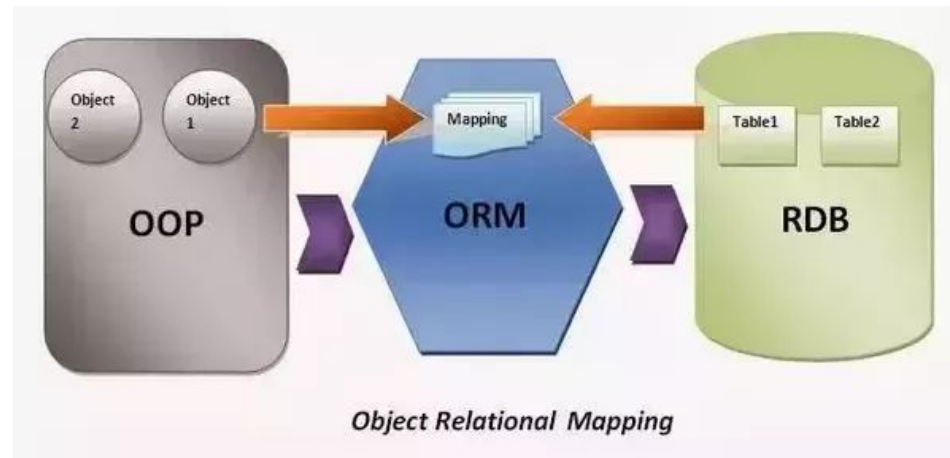 Object
2
Object
1
Mapping
Table1
Table2
OOP
ORM
RDB
Object Relational Mapping